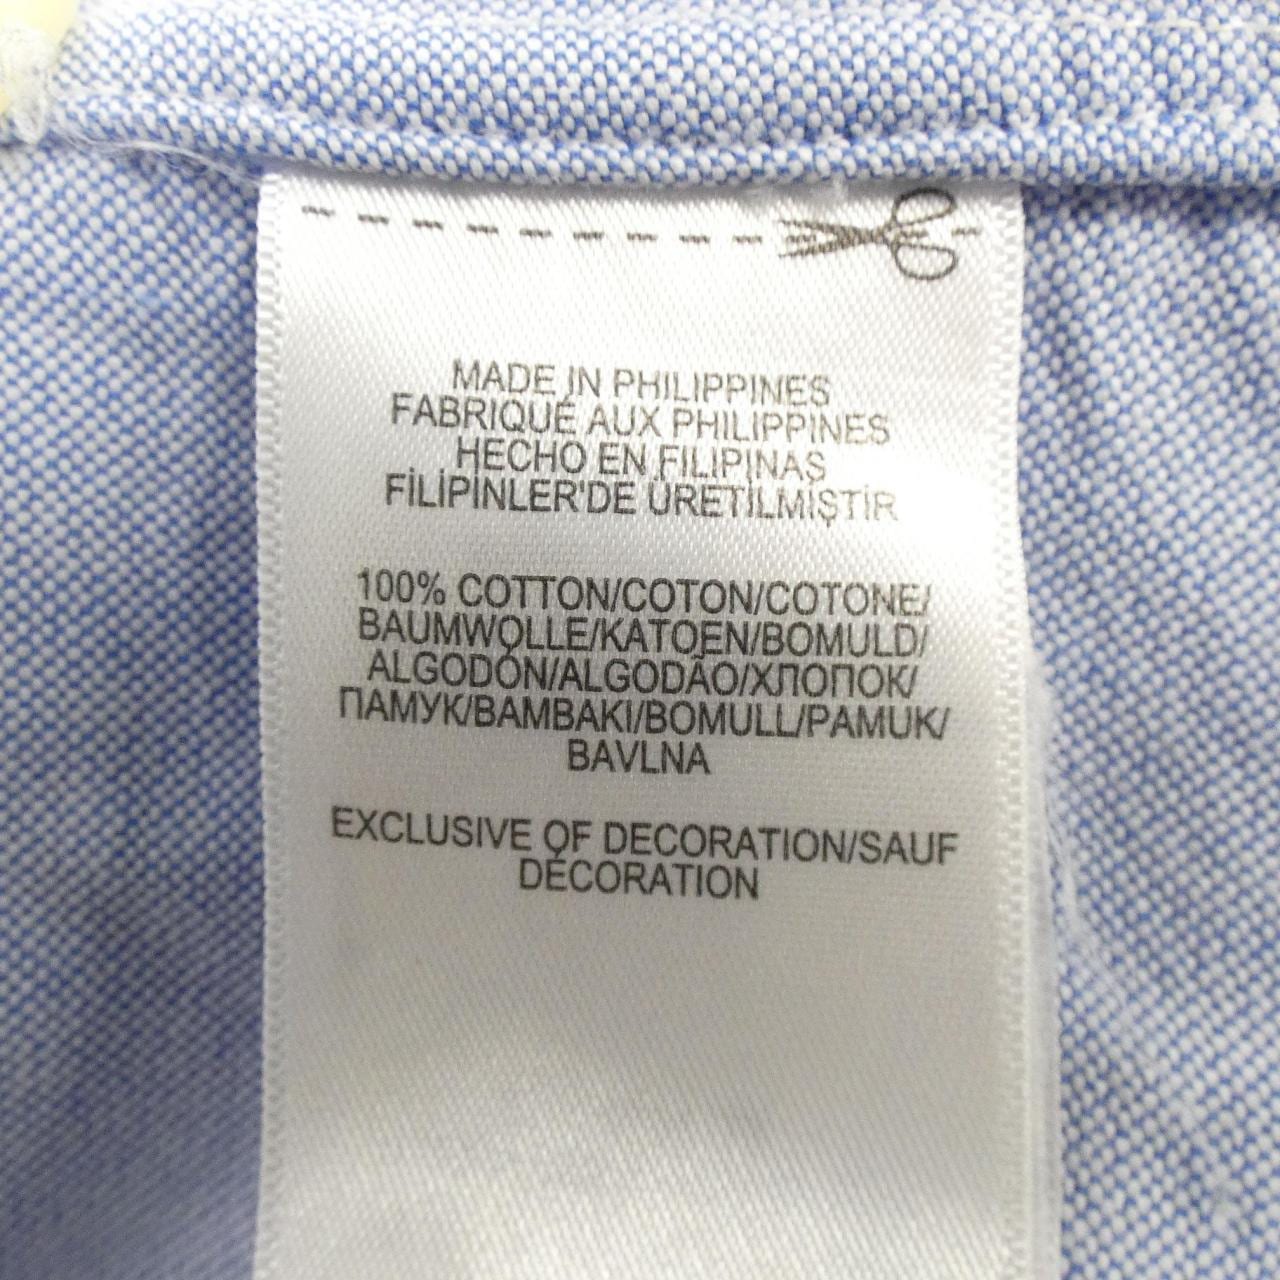 MADE IN PHILIPPINES
FABRIQUÉ AUX PHILIPPINES
HECHO EN FILIPINAS
FİLİPİNLER'DE ÜRETİLMİŞTİR
100% COTTON/COTON/COTONE/
BAUMWOLLE/KATOEN/BOMULD/
ALGODÓN/ALGODÃO/ХЛОПОК/
ПАМУК/BAMBAKI/BOMULL/PAMUK/
BAVLNA
EXCLUSIVE OF DECORATION/SAUF
DÉCORATION